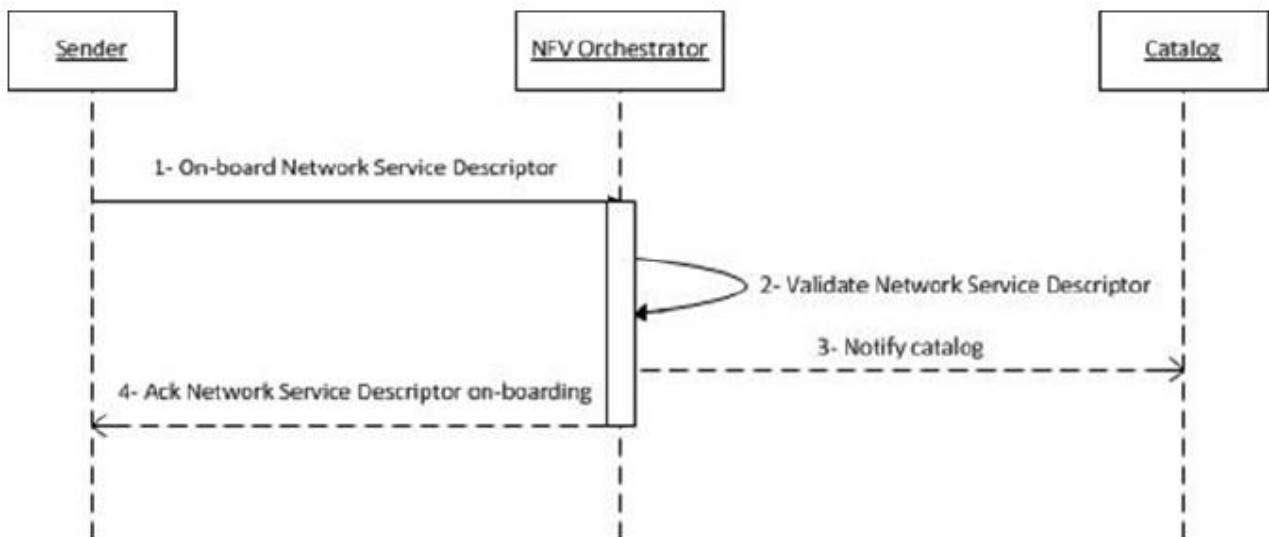 Sender
NFV Orchestrator
Catalog
1- On-board Network Service Descriptor
2- Validate Network Service Descriptor
3- Notify catalog
4- Ack Network Service Descriptor on-boarding